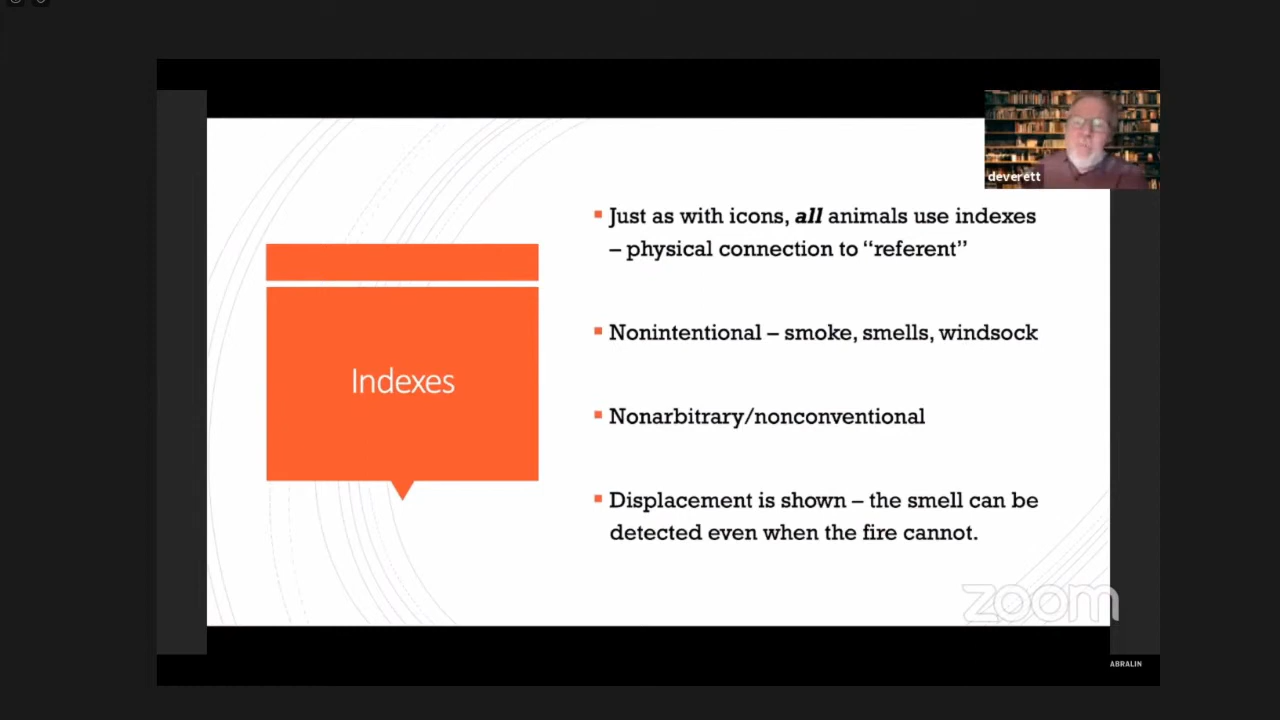 deverett
Just as with icons, all animals use indexes
– physical connection to “referent”
Nonintentional – smoke, smells, windsock
Indexes
Nonarbitrary/nonconventional
Displacement is shown – the smell can be
detected even when the fire cannot.
zoom
ABRALIN